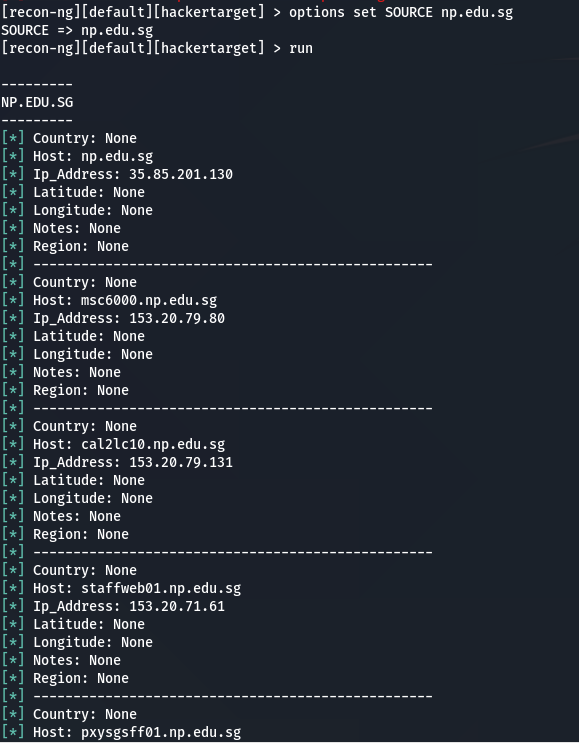 [recon-ng][default][hackertarget] > options set SOURCE np.edu.sg
SOURCE => np.edu.sg
[recon-ng][default][hackertarget] > run
---------
NP.EDU.SG
---------
[*] Country: None
[*] Host: np.edu.sg
[*] Ip_Address: 35.85.201.130
[*] Latitude: None
[*] Longitude: None
[*] Notes: None
[*] Region: None
[*] --------------------------------------------------
[*] Country: None
[*] Host: msc6000.np.edu.sg
[*] Ip_Address: 153.20.79.80
[*] Latitude: None
[*] Longitude: None
[*] Notes: None
[*] Region: None
[*] --------------------------------------------------
[*] Country: None
[*] Host: cal2lc10.np.edu.sg
[*] Ip_Address: 153.20.79.131
[*] Latitude: None
[*] Longitude: None
[*] Notes: None
[*] Region: None
[*] --------------------------------------------------
[*] Country: None
[*] Host: staffweb01.np.edu.sg
[*] Ip_Address: 153.20.71.61
[*] Latitude: None
[*] Longitude: None
[*] Notes: None
[*] Region: None
[*] --------------------------------------------------
[*] Country: None
[*] Host: pxysgsff01.np.edu.sg